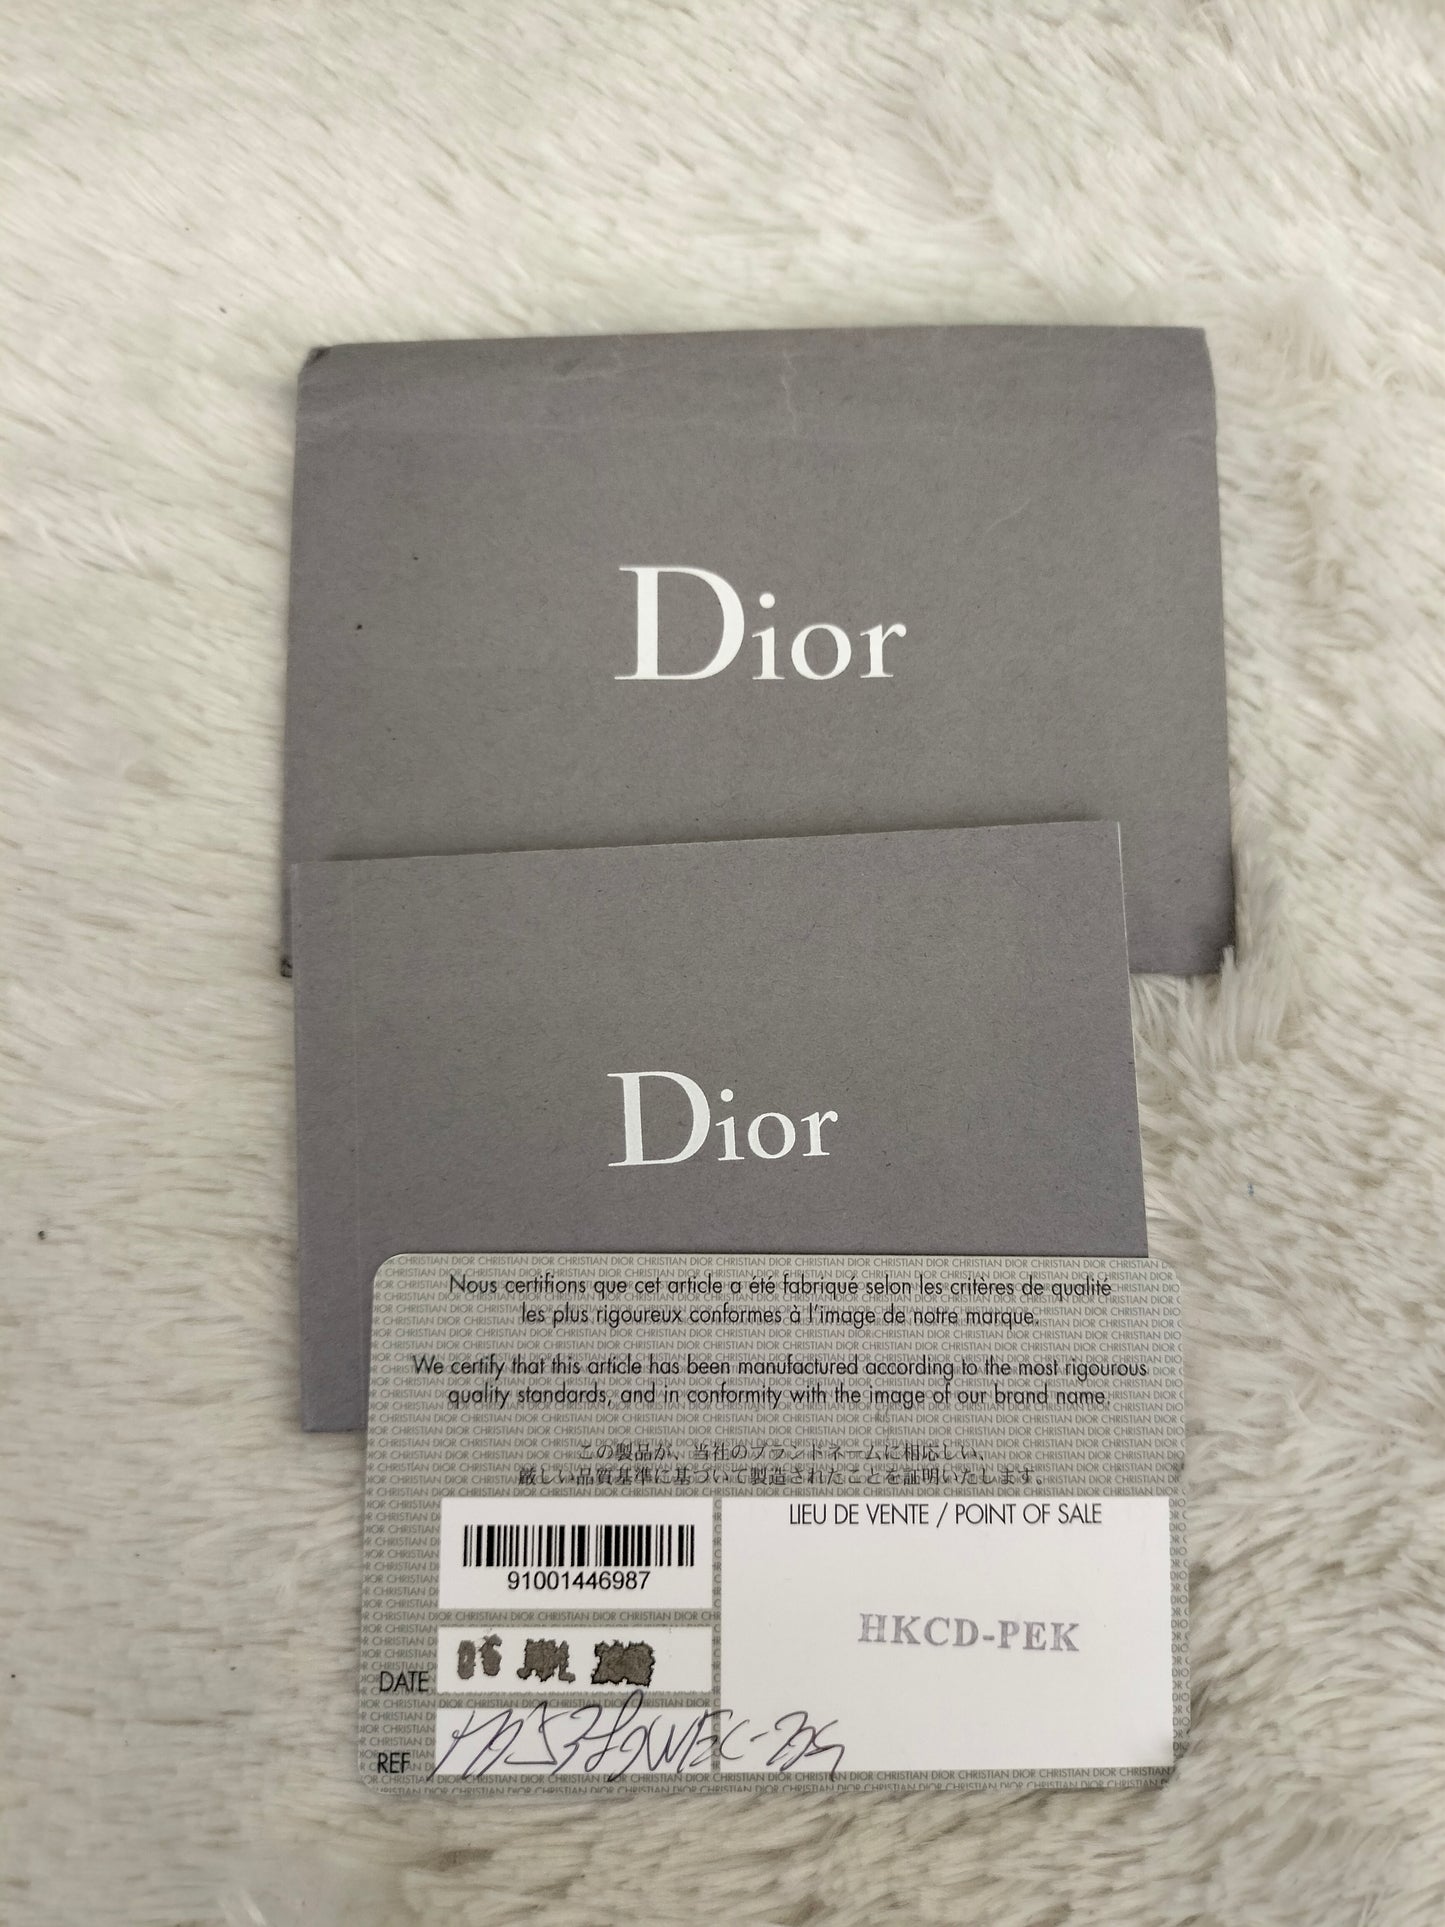 Dior
Dior
Nous certifions que cet article a été fabriqué selon les critères de qualité
les plus rigoureux conformes à l'image de notre marque.
We certify that this article has been manufactured according to the most rigourous
quality standards, and in conformity with the image of our brand name.
この製品が、当社のブランドネームに相応しい、
厳しい品質基準に基づいて製造されたことを証明いたします。
LIEU DE VENTE / POINT OF SALE
91001446987
HKCD-PEK
DATE 06 JUL
REF